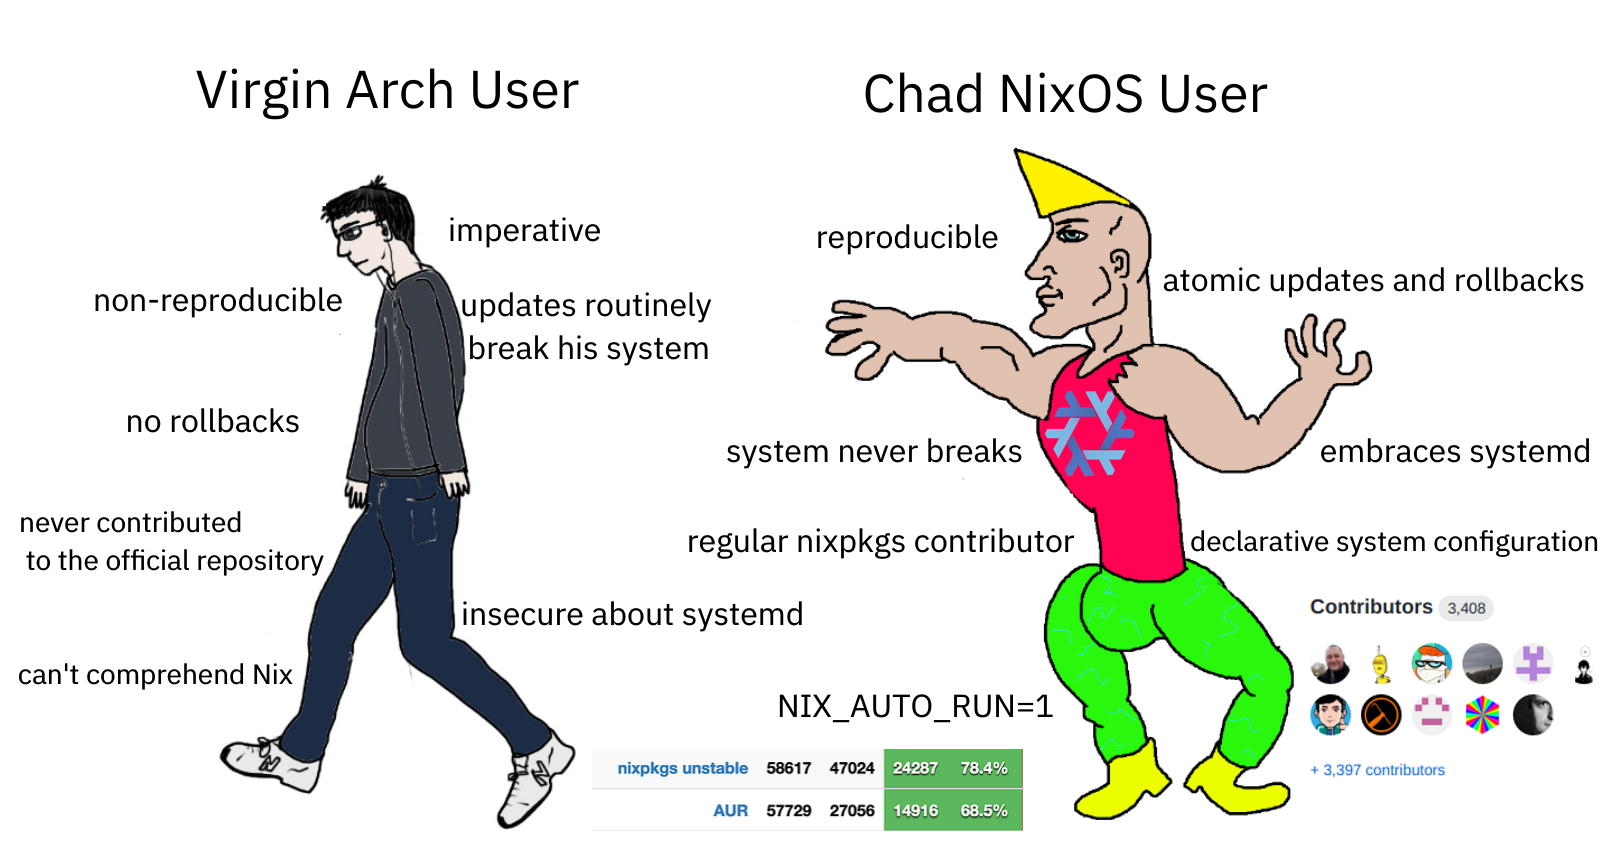 Virgin Arch User
imperative
non-reproducible
updates routinely
break his system
no rollbacks
never contributed
to the official repository
insecure about systemd
can't comprehend Nix
Chad NixOS User
reproducible
atomic updates and rollbacks
system never breaks
embraces systemd
regular nixpkgs contributor
declarative system configuration
NIX_AUTO_RUN=1
nixpkgs unstable 58617 47024 24287 78.4%
AUR 57729 27056 14916 68.5%
Contributors 3,408
+ 3,397 contributors